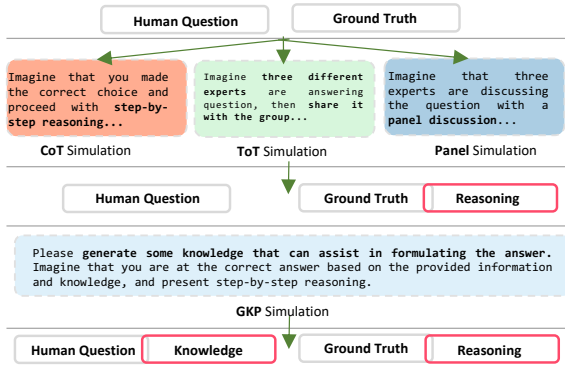 Human Question
Ground Truth
Imagine that you made
the correct choice and
proceed with step-by-
step reasoning...
Imagine three different
experts are answering
question, then share it
with the group...
Imagine that three
experts are discussing
the question with a
panel discussion...
CoT Simulation
ToT Simulation
Panel Simulation
Human Question
Ground Truth
Reasoning
Please generate some knowledge that can assist in formulating the answer.
Imagine that you are at the correct answer based on the provided information
and knowledge, and present step-by-step reasoning.
GKP Simulation
Human Question
Knowledge
Ground Truth
Reasoning